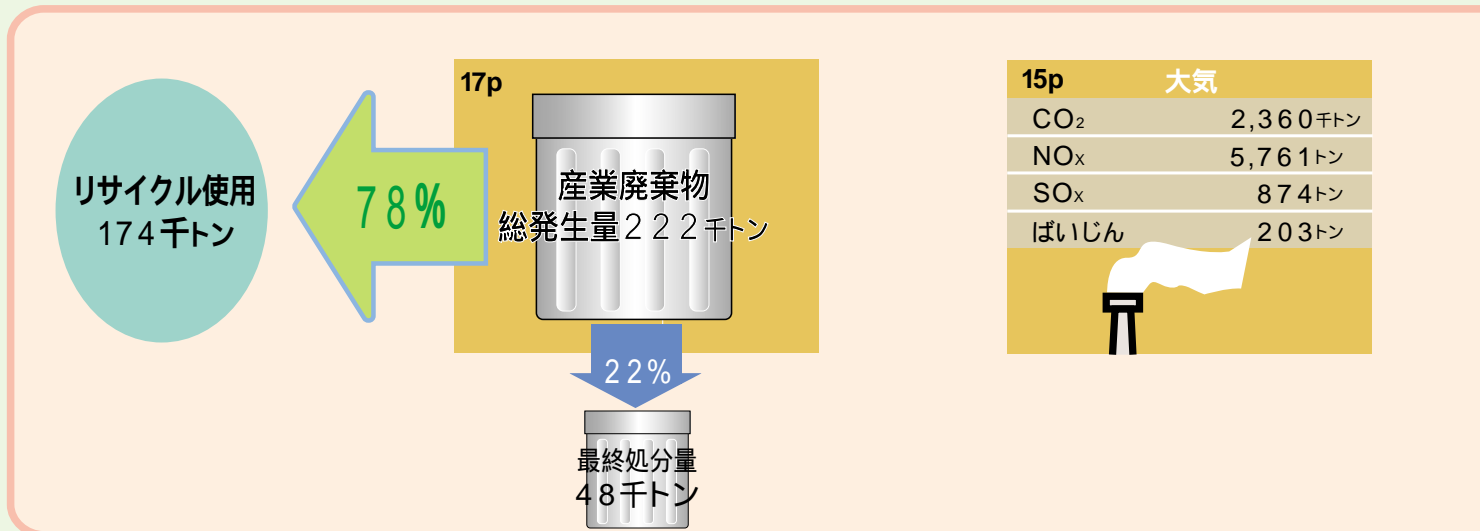 17p
産業廃棄物
総発生量222千トン
78%
リサイクル使用
174千トン
22%
最終処分量
48千トン
15p 大気
CO₂ 2,360千トン
NOx 5,761トン
SOx 874トン
ばいじん 203トン